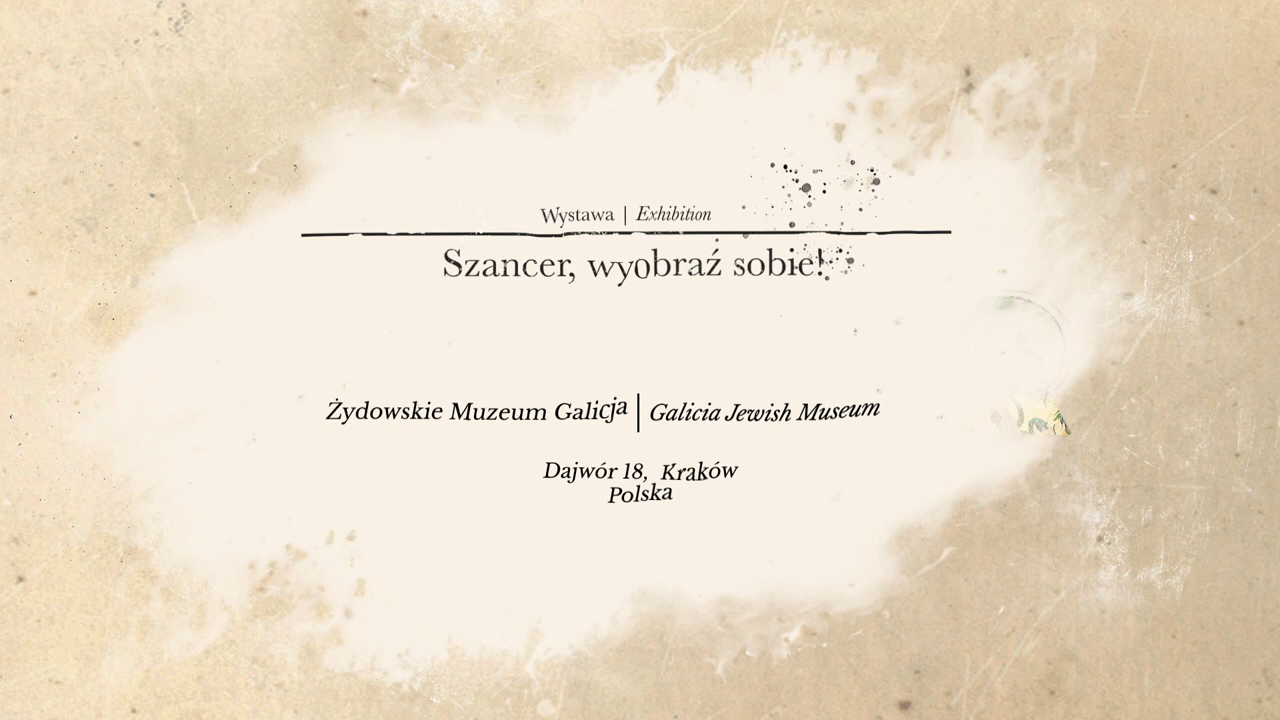 Wystawa | Exhibition
Szancer, wyobraź sobie!
Żydowskie Muzeum Galicja | Galicia Jewish Museum
Dajwór 18, Kraków
Polska